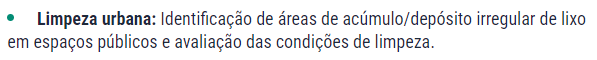 • Limpeza urbana: Identificação de áreas de acúmulo/depósito irregular de lixo
em espaços públicos e avaliação das condições de limpeza.